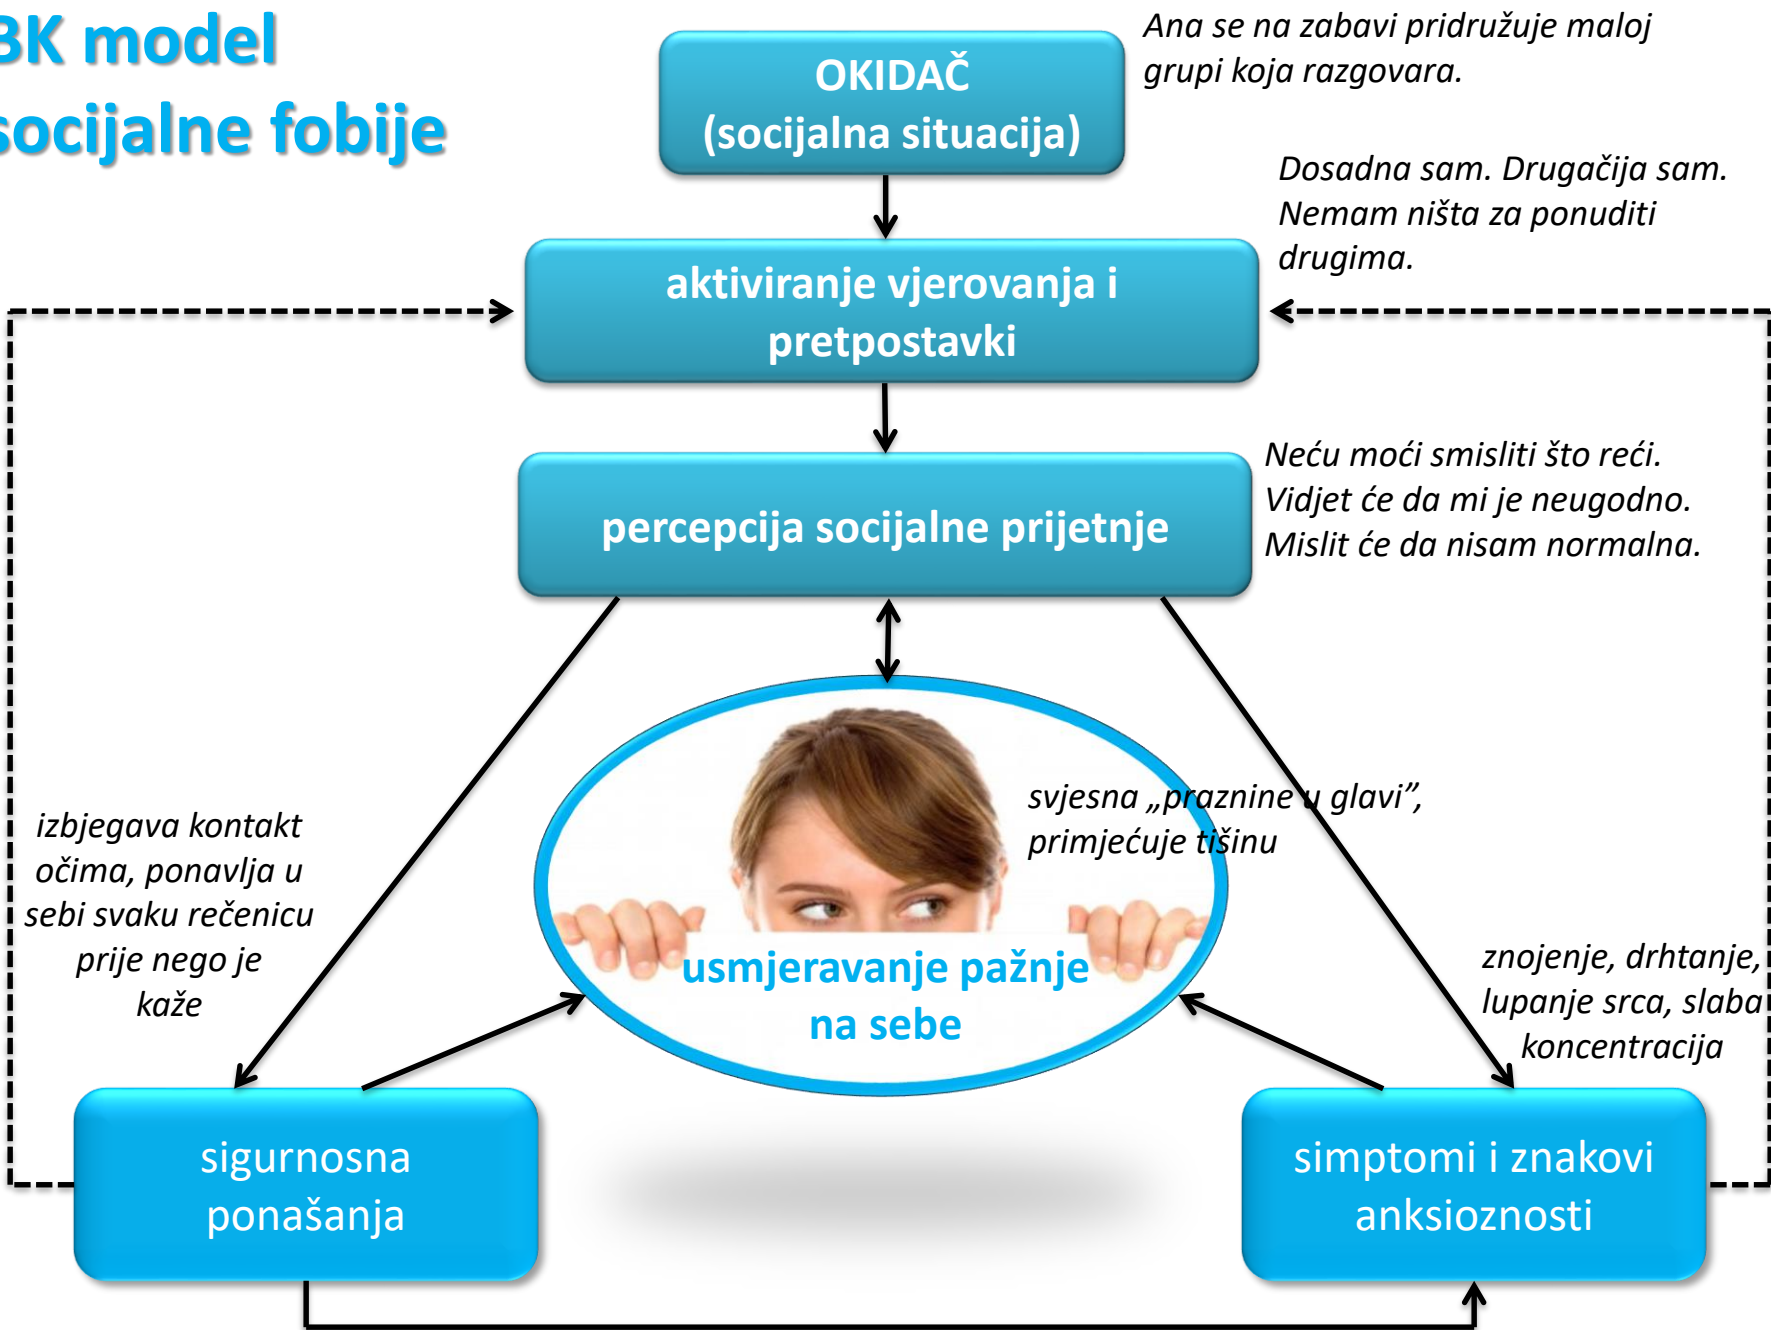 BK model
socijalne fobije
Ana se na zabavi pridružuje maloj
grupi koja razgovara.
OKIDAČ
(socijalna situacija)
Dosadna sam. Drugačija sam.
Nemam ništa za ponuditi
drugima.
aktiviranje vjerovanja i
pretpostavki
percepcija socijalne prijetnje
Neću moći smisliti što reći.
Vidjet će da mi je neugodno.
Mislit će da nisam normalna.
svjesna „praznine u glavi”,
primjećuje tišinu
izbjegava kontakt
očima, ponavlja u
sebi svaku rečenicu
prije nego je
kaže
usmjeravanje pažnje
na sebe
znojenje, drhtanje,
lupanje srca, slaba
koncentracija
sigurnosna
ponašanja
simptomi i znakovi
anksioznosti